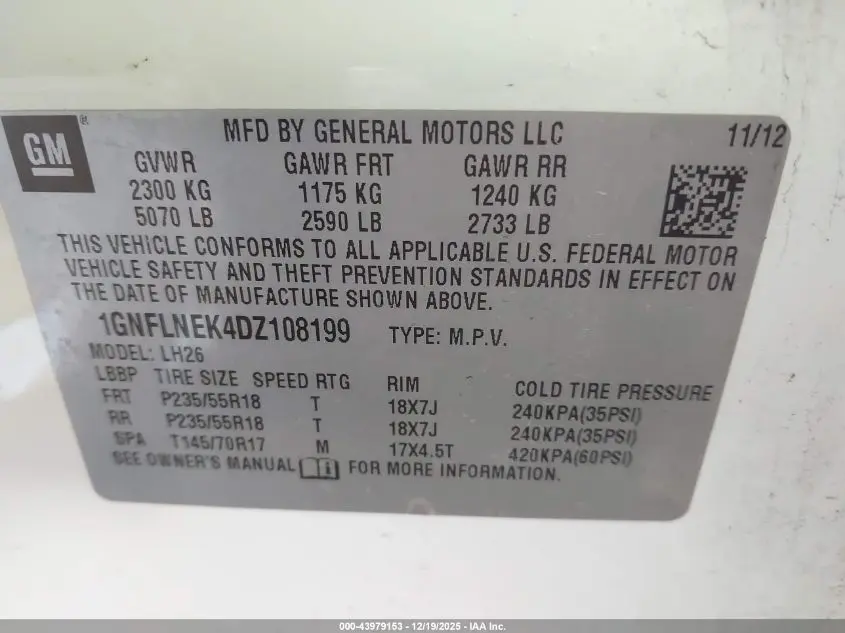 GM®
MFD BY GENERAL MOTORS LLC 11/12
GVWR GAWR FRT GAWR RR
2300 KG 1175 KG 1240 KG
5070 LB 2590 LB 2733 LB
THIS VEHICLE CONFORMS TO ALL APPLICABLE U.S. FEDERAL MOTOR
VEHICLE SAFETY AND THEFT PREVENTION STANDARDS IN EFFECT ON
THE DATE OF MANUFACTURE SHOWN ABOVE.
1GNFLNEK4DZ108199 TYPE: M.P.V.
MODEL: LH26
LBBP TIRE SIZE SPEED RTG RIM COLD TIRE PRESSURE
FRT P235/55R18 T 18X7J 240KPA(35PSI)
RR P235/55R18 T 18X7J 240KPA(35PSI)
SPA T145/70R17 M 17X4.5T 420KPA(60PSI)
SEE OWNER'S MANUAL i FOR MORE INFORMATION.
000-43979153 - 12/19/2025 - IAA Inc.